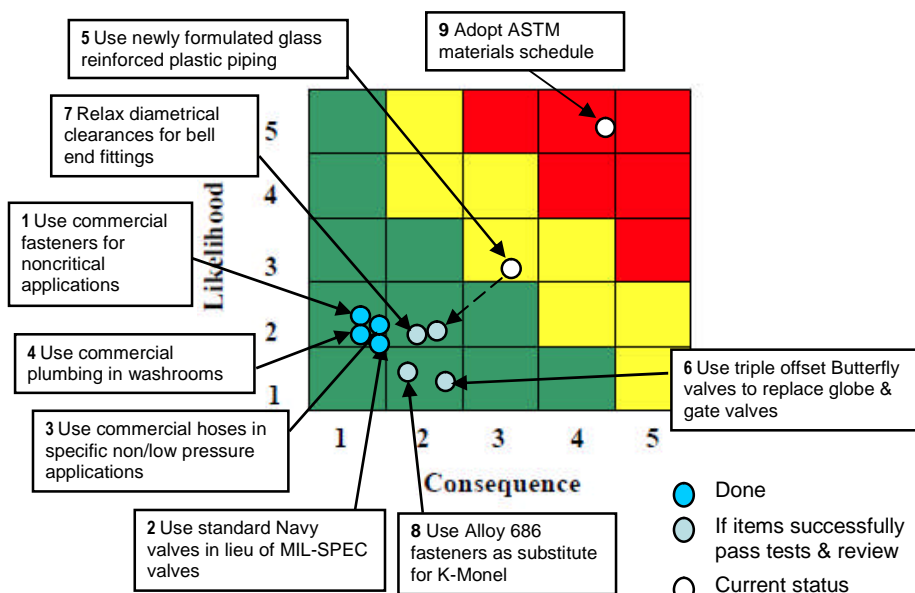 5 Use newly formulated glass
reinforced plastic piping
9 Adopt ASTM
materials schedule
7 Relax diametrical
clearances for bell
end fittings
1 Use commercial
fasteners for
noncritical
applications
4 Use commercial
plumbing in washrooms
3 Use commercial hoses in
specific non/low pressure
applications
2 Use standard Navy
valves in lieu of MIL-SPEC
valves
8 Use Alloy 686
fasteners as substitute
for K-Monel
6 Use triple offset Butterfly
valves to replace globe &
gate valves
Likelihood
5
4
3
2
1
1 2 3 4 5
Consequence
Done
If items successfully
pass tests & review
Current status